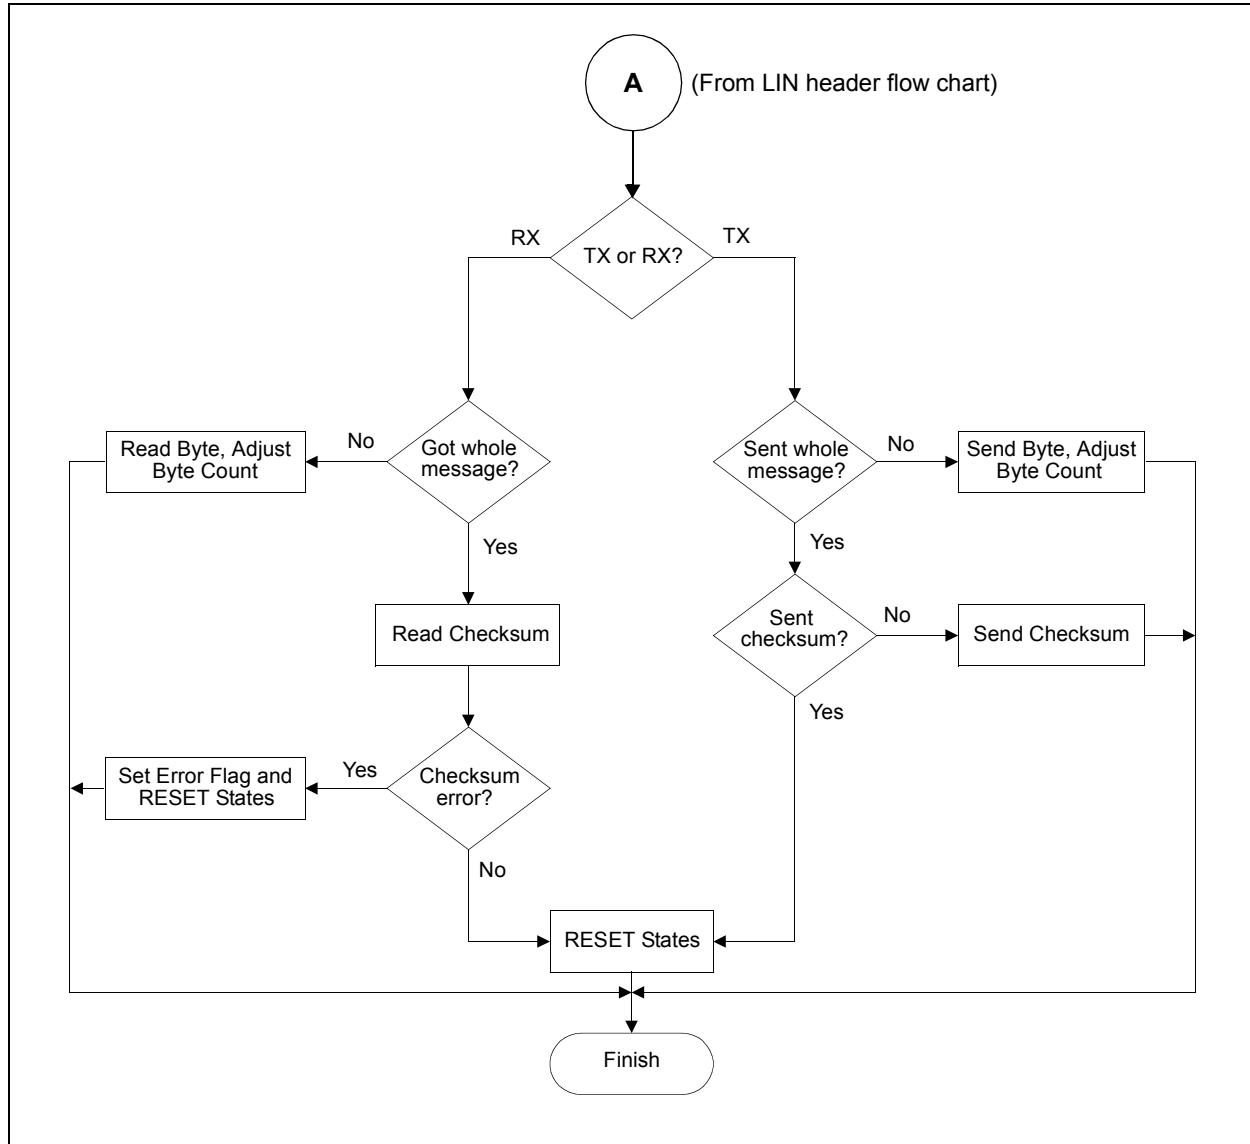 A
(From LIN header flow chart)
RX
TX
TX or RX?
Read Byte, Adjust
Byte Count
No
Got whole
message?
Sent whole
message?
No
Send Byte, Adjust
Byte Count
Yes
Yes
Read Checksum
Sent
checksum?
No
Send Checksum
Yes
Set Error Flag and
RESET States
Yes
Checksum
error?
No
RESET States
Finish